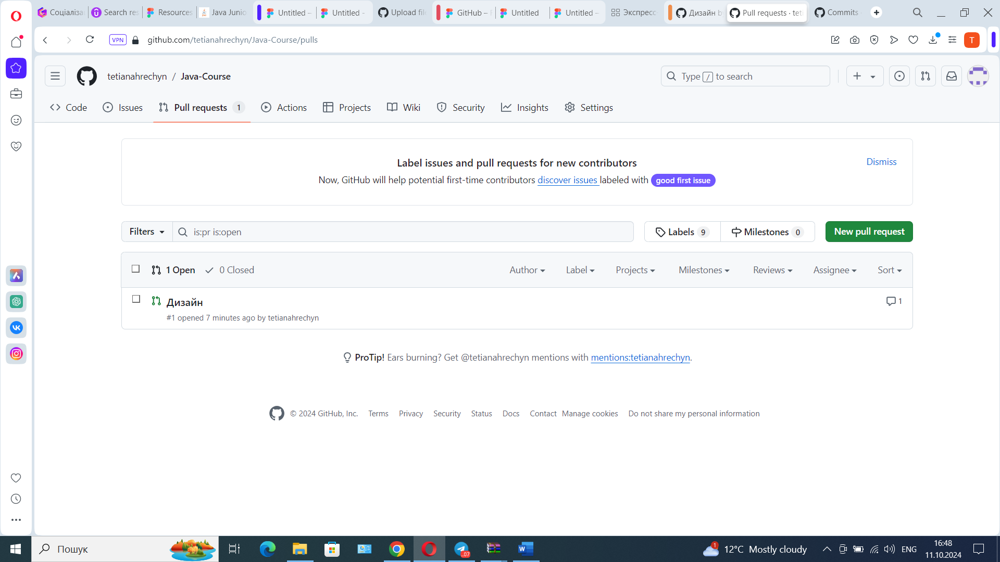 Соціаліза
Search res
Resources
Java Junio
Untitled –
Untitled -
Upload file
GitHub – F
Untitled
Untitled –
Экспресс-
Дизайн by
Pull requests · teti
Commits ·
VPN
github.com/tetianahrechyn/Java-Course/pulls
T
tetianahrechyn / Java-Course
Type / to search
Code
Issues
Pull requests 1
Actions
Projects
Wiki
Security
Insights
Settings
Label issues and pull requests for new contributors
Dismiss
Now, GitHub will help potential first-time contributors discover issues labeled with good first issue
Filters
is:pr is:open
Labels 9
Milestones 0
New pull request
1 Open
0 Closed
Author
Label
Projects
Milestones
Reviews
Assignee
Sort
Дизайн
1
#1 opened 7 minutes ago by tetianahrechyn
ProTip! Ears burning? Get @tetianahrechyn mentions with mentions:tetianahrechyn.
© 2024 GitHub, Inc.
Terms
Privacy
Security
Status
Docs
Contact
Manage cookies
Do not share my personal information
Пошук
..07
1
12°C Mostly cloudy
ENG
16:48
11.10.2024